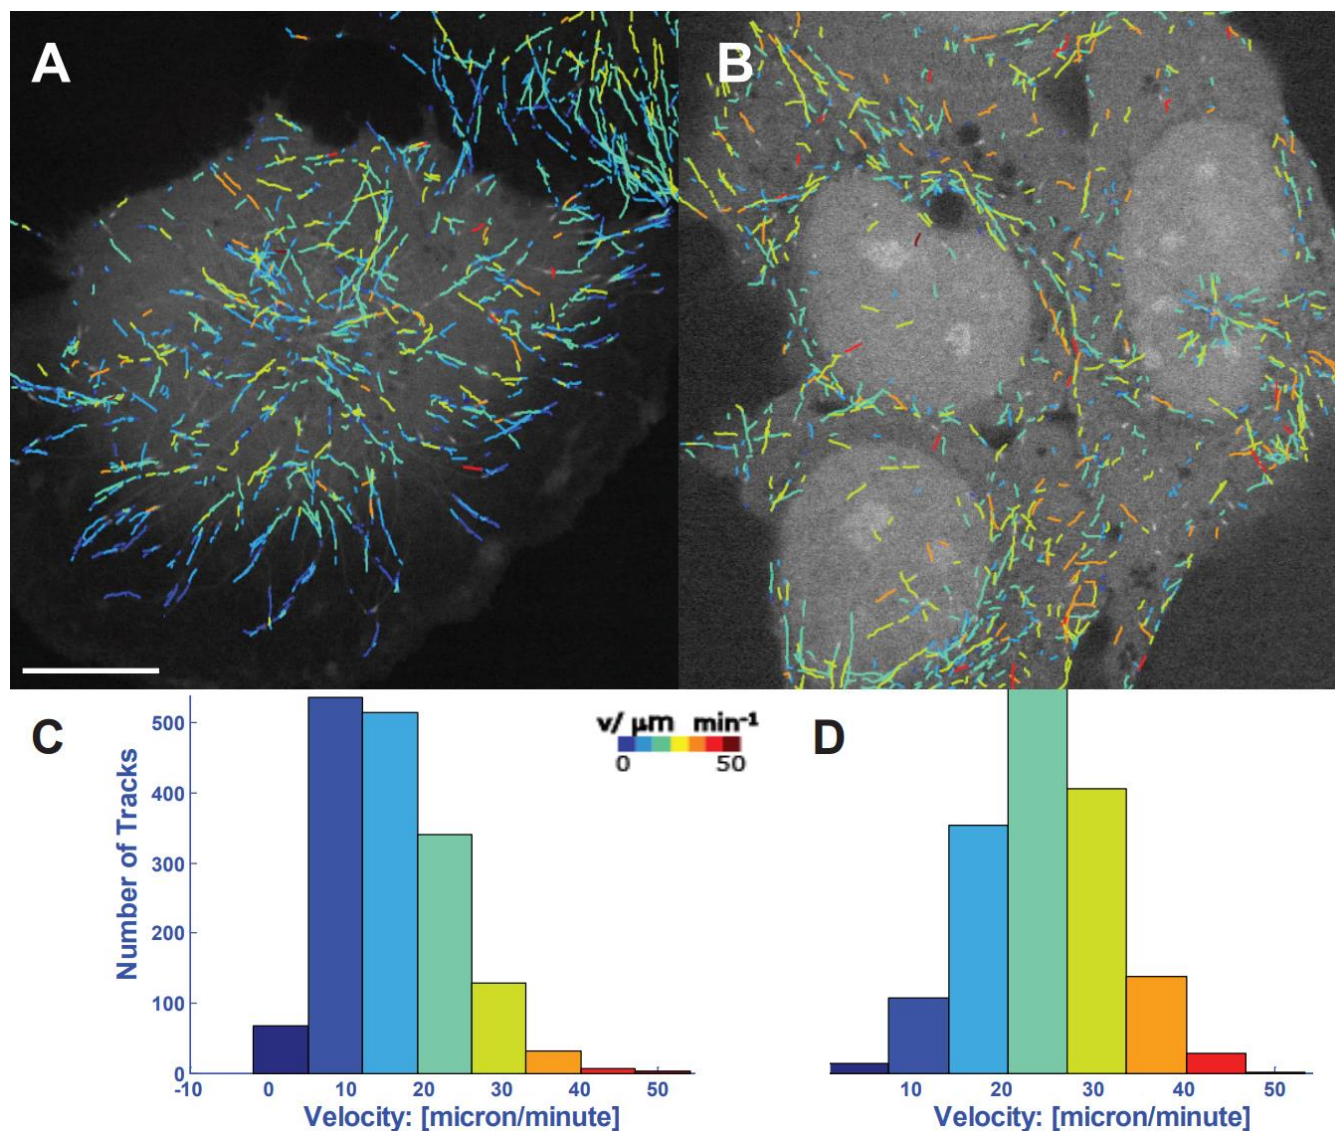 A
B
C
D
v/ μm min-1
0 50
Number of Tracks
500
400
300
200
100
0
-10 0 10 20 30 40 50
Velocity: [micron/minute]
10 20 30 40 50
Velocity: [micron/minute]